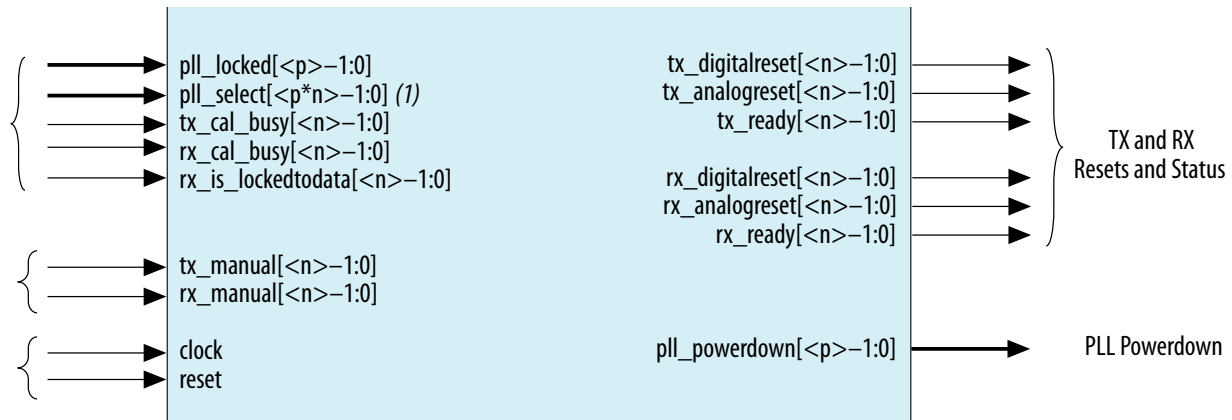 pll_locked[<p>–1:0]
pll_select[<p*n>–1:0] (1)
tx_cal_busy[<n>–1:0]
rx_cal_busy[<n>–1:0]
rx_is_lockedtodata[<n>–1:0]
tx_manual[<n>–1:0]
rx_manual[<n>–1:0]
clock
reset
tx_digitalreset[<n>–1:0]
tx_analogreset[<n>–1:0]
tx_ready[<n>–1:0]
rx_digitalreset[<n>–1:0]
rx_analogreset[<n>–1:0]
rx_ready[<n>–1:0]
pll_powerdown[<p>–1:0]
TX and RX
Resets and Status
PLL Powerdown